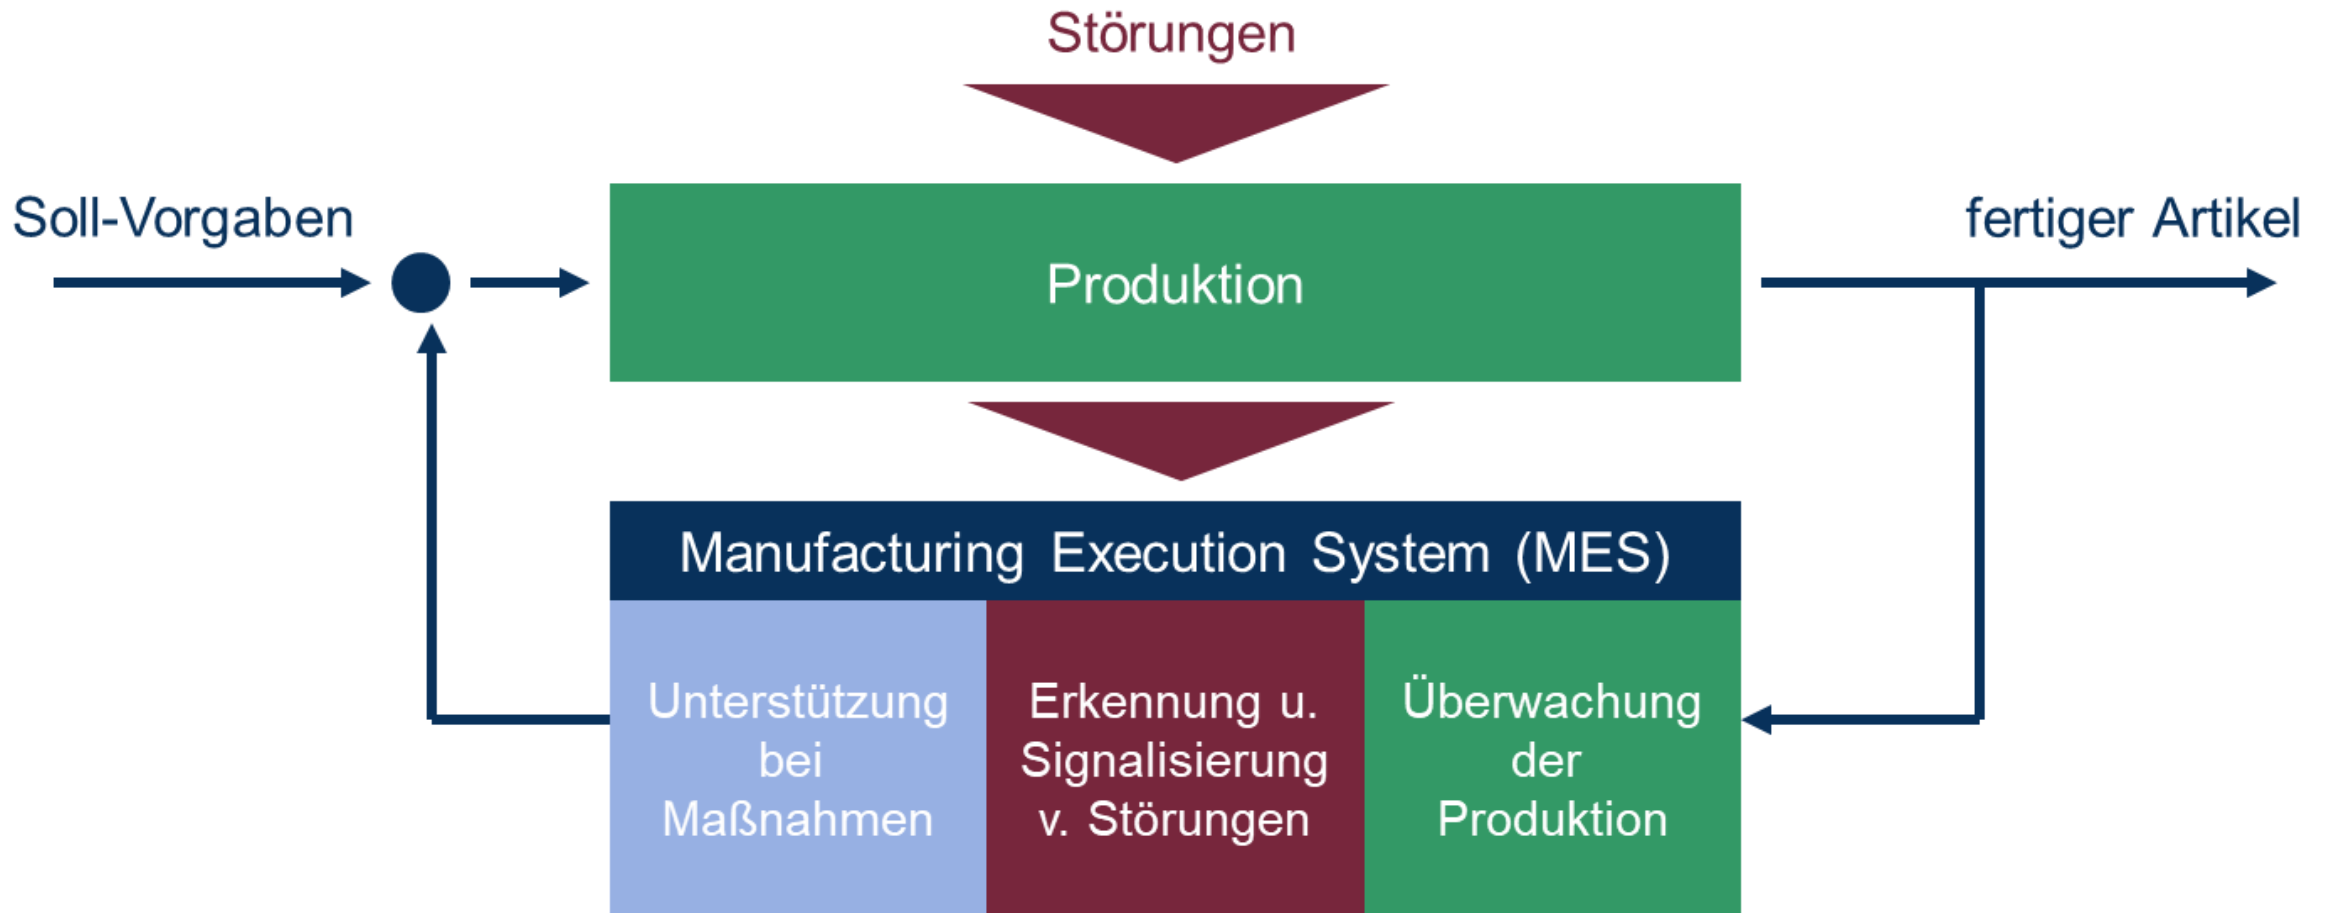 Störungen
Soll-Vorgaben
fertiger Artikel
Produktion
Manufacturing Execution System (MES)
Unterstützung
bei
Maßnahmen
Erkennung u.
Signalisierung
v. Störungen
Überwachung
der
Produktion